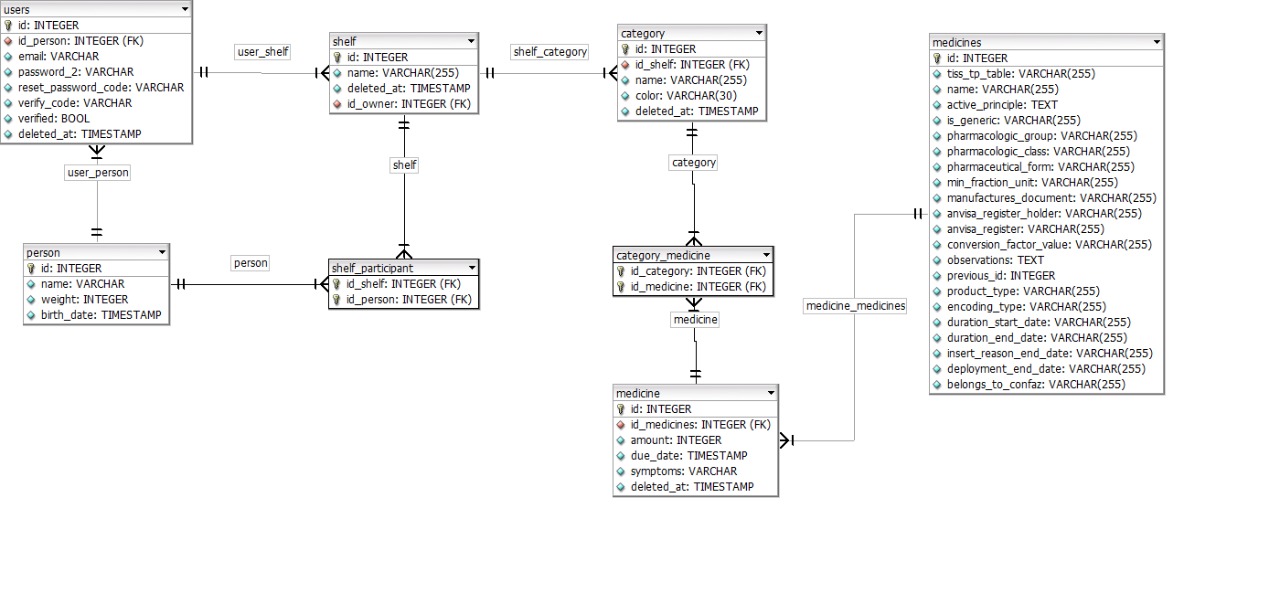 users
id: INTEGER
id_person: INTEGER (FK)
email: VARCHAR
password_2: VARCHAR
reset_password_code: VARCHAR
verify_code: VARCHAR
verified: BOOL
deleted_at: TIMESTAMP
user_shelf
shelf
id: INTEGER
name: VARCHAR(255)
deleted_at: TIMESTAMP
id_owner: INTEGER (FK)
shelf_category
category
id: INTEGER
id_shelf: INTEGER (FK)
name: VARCHAR(255)
color: VARCHAR(30)
deleted_at: TIMESTAMP
medicines
id: INTEGER
tiss_tp_table: VARCHAR(255)
name: VARCHAR(255)
active_principle: TEXT
is_generic: VARCHAR(255)
pharmacologic_group: VARCHAR(255)
pharmacologic_class: VARCHAR(255)
pharmaceutical_form: VARCHAR(255)
min_fraction_unit: VARCHAR(255)
manufactures_document: VARCHAR(255)
anvisa_register_holder: VARCHAR(255)
anvisa_register: VARCHAR(255)
conversion_factor_value: VARCHAR(255)
observations: TEXT
previous_id: INTEGER
product_type: VARCHAR(255)
encoding_type: VARCHAR(255)
duration_start_date: VARCHAR(255)
duration_end_date: VARCHAR(255)
insert_reason_end_date: VARCHAR(255)
deployment_end_date: VARCHAR(255)
belongs_to_confaz: VARCHAR(255)
user_person
shelf
category
person
id: INTEGER
name: VARCHAR
weight: INTEGER
birth_date: TIMESTAMP
person
shelf_participant
id_shelf: INTEGER (FK)
id_person: INTEGER (FK)
category_medicine
id_category: INTEGER (FK)
id_medicine: INTEGER (FK)
medicine
medicine_medicines
medicine
id: INTEGER
id_medicines: INTEGER (FK)
amount: INTEGER
due_date: TIMESTAMP
symptoms: VARCHAR
deleted_at: TIMESTAMP